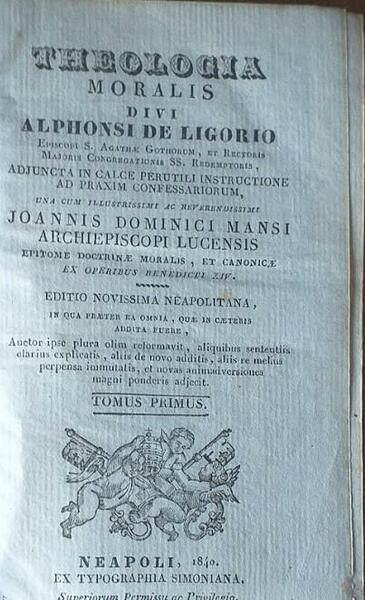 THEOLOGIA
MORALIS
DIVI
ALPHONSI DE LIGORIO
EPISCOPI S. AGATHÆ GOTHORUM, ET RECTORIS
MAJORIS CONGREGATIONIS SS. REDEMPTORIS,
ADJUNCTA IN CALCE PERUTILI INSTRUCTIONE
AD PRAXIM CONFESSARIORUM,
UNA CUM ILLUSTRISSIMI AC REVERENDISSIMI
JOANNIS DOMINICI MANSI
ARCHIEPISCOPI LUCENSIS
EPITOME DOCTRINÆ MORALIS, ET CANONICÆ
EX OPERIBUS BENEDICTI XIV.
EDITIO NOVISSIMA NEAPOLITANA,
IN QUA PRÆTER EA OMNIA, QUÆ IN CÆTERIS
ADDITA FUERE,
Auctor ipse plura olim reformavit, aliquibus sententiis
clarius explicatis, aliis de novo additis, aliis re melius
perpensa immutatis, et novas animadversiones
magni ponderis adjecit.
TOMUS PRIMUS.
NEAPOLI, 1840.
EX TYPOGRAPHIA SIMONIANA.
Superiorum Permissu ac Privilegio.